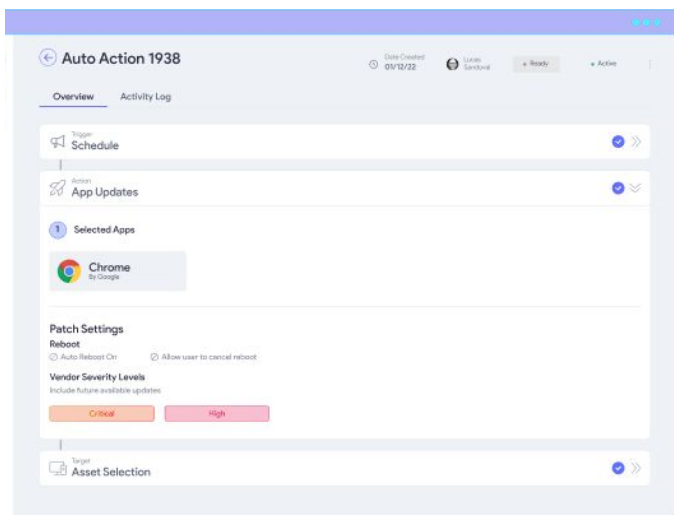 Auto Action 1938
Date Created
01/12/22
Lucas
Sandoval
Ready
Active
Overview
Activity Log
Trigger
Schedule
Action
App Updates
1
Selected Apps
Chrome
By Google
Patch Settings
Reboot
Auto Reboot On
Allow user to cancel reboot
Vendor Severity Levels
Include future available updates
Critical
High
Target
Asset Selection